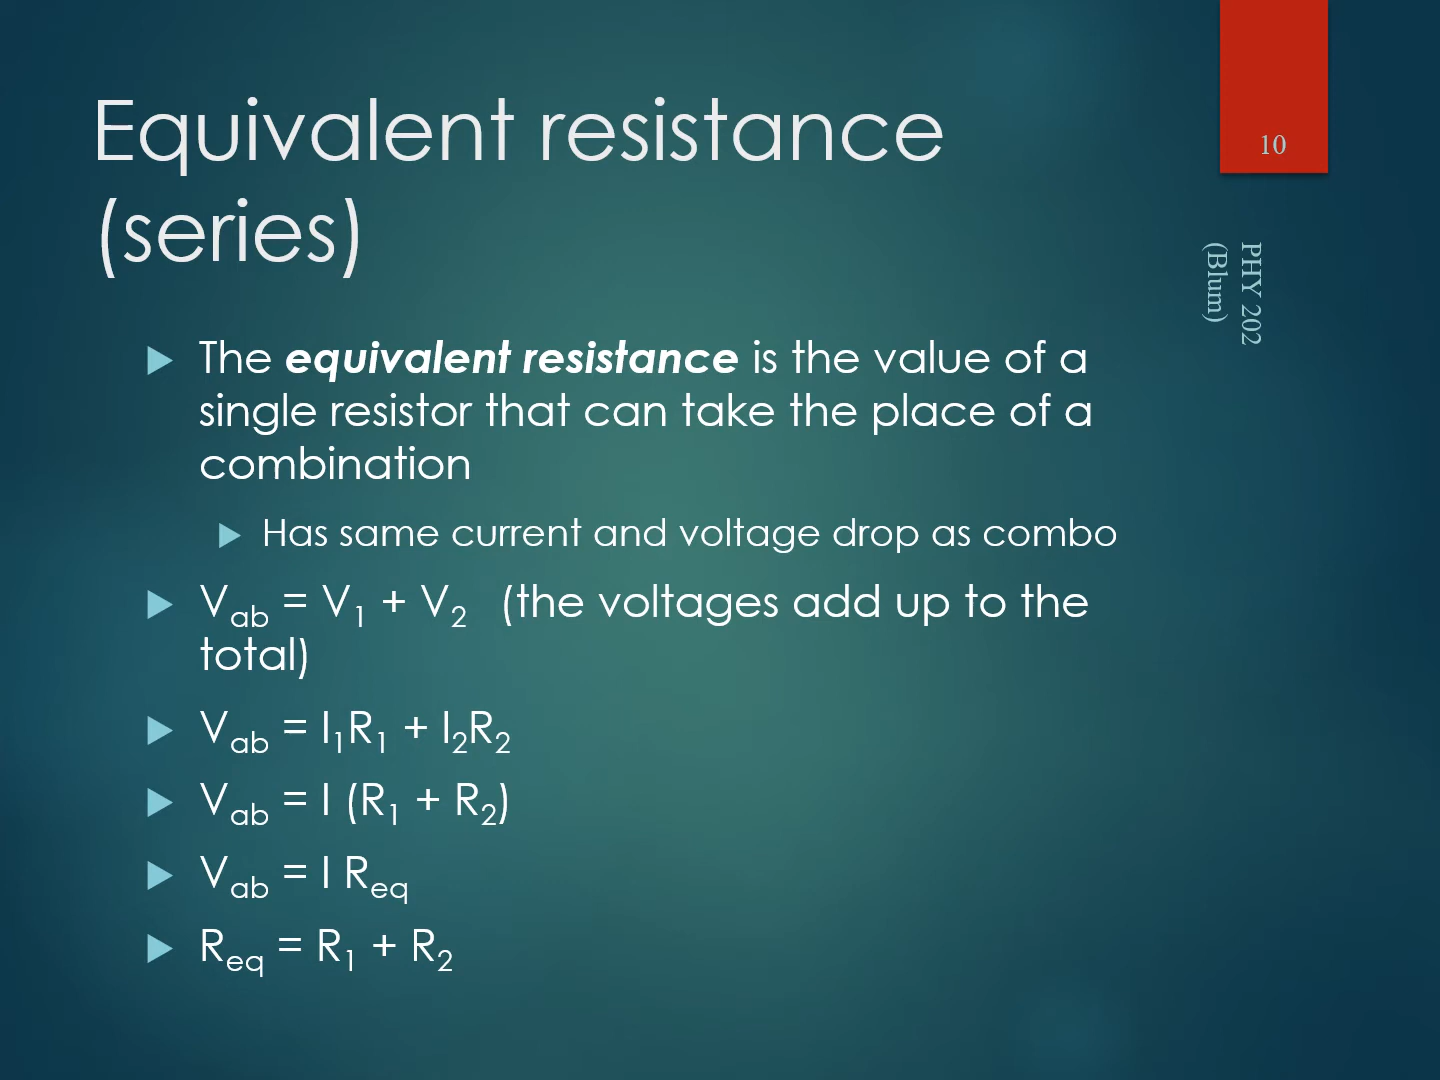 Equivalent resistance
(series)
10
PHY 202
(Blum)
The equivalent resistance is the value of a
single resistor that can take the place of a
combination
Has same current and voltage drop as combo
V_ab = V_1 + V_2 (the voltages add up to the
total)
V_ab = I_1R_1 + I_2R_2
V_ab = I (R_1 + R_2)
V_ab = I R_eq
R_eq = R_1 + R_2